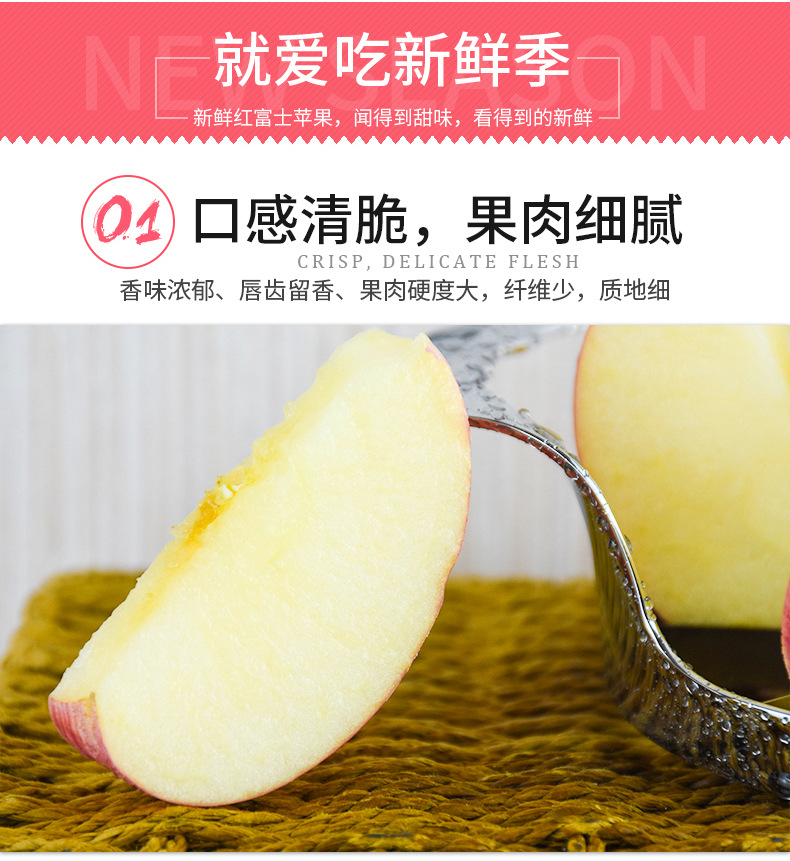 NEW SEASON
就爱吃新鲜季
新鲜红富士苹果，闻得到甜味，看得到的新鲜
01
口感清脆，果肉细腻
CRISP, DELICATE FLESH
香味浓郁、唇齿留香、果肉硬度大，纤维少，质地细